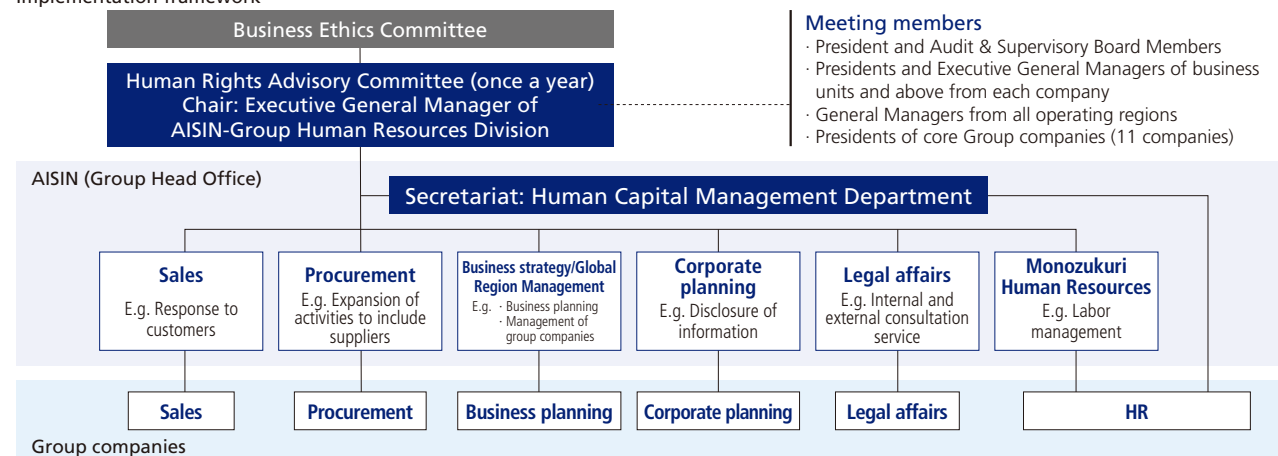 Implementation framework
Business Ethics Committee
Human Rights Advisory Committee (once a year)
Chair: Executive General Manager of
AISIN-Group Human Resources Division
Meeting members
· President and Audit & Supervisory Board Members
· Presidents and Executive General Managers of business
units and above from each company
· General Managers from all operating regions
· Presidents of core Group companies (11 companies)
AISIN (Group Head Office)
Secretariat: Human Capital Management Department
Sales
E.g. Response to
customers
Procurement
E.g. Expansion of
activities to include
suppliers
Business strategy/Global
Region Management
E.g. · Business planning
· Management of
group companies
Corporate
planning
E.g. Disclosure of
information
Legal affairs
E.g. Internal and
external consultation
service
Monozukuri
Human Resources
E.g. Labor
management
Sales
Procurement
Business planning
Corporate planning
Legal affairs
HR
Group companies